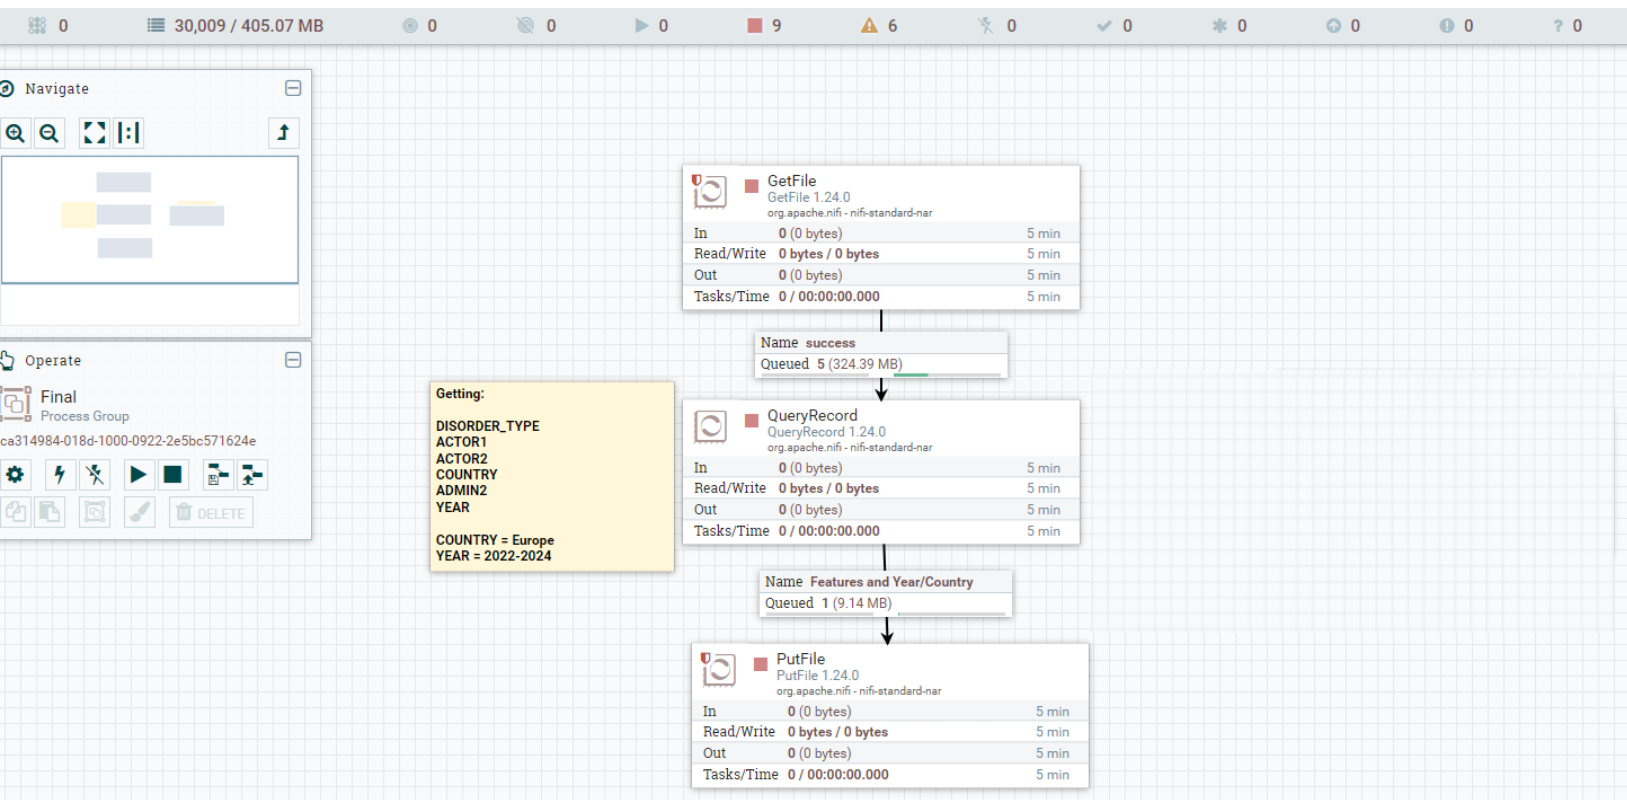 0 30,009 / 405.07 MB 0 0 0 9 6 0 0 0 0 0 ? 0
Navigate
Operate
Final
Process Group
ca314984-018d-1000-0922-2e5bc571624e
DELETE
GetFile
GetFile 1.24.0
org.apache.nifi - nifi-standard-nar
In 0 (0 bytes) 5 min
Read/Write 0 bytes / 0 bytes 5 min
Out 0 (0 bytes) 5 min
Tasks/Time 0 / 00:00:00.000 5 min
Name success
Queued 5 (324.39 MB)
Getting:
DISORDER_TYPE
ACTOR1
ACTOR2
COUNTRY
ADMIN2
YEAR
COUNTRY = Europe
YEAR = 2022-2024
QueryRecord
QueryRecord 1.24.0
org.apache.nifi - nifi-standard-nar
In 0 (0 bytes) 5 min
Read/Write 0 bytes / 0 bytes 5 min
Out 0 (0 bytes) 5 min
Tasks/Time 0 / 00:00:00.000 5 min
Name Features and Year/Country
Queued 1 (9.14 MB)
PutFile
PutFile 1.24.0
org.apache.nifi - nifi-standard-nar
In 0 (0 bytes) 5 min
Read/Write 0 bytes / 0 bytes 5 min
Out 0 (0 bytes) 5 min
Tasks/Time 0 / 00:00:00.000 5 min